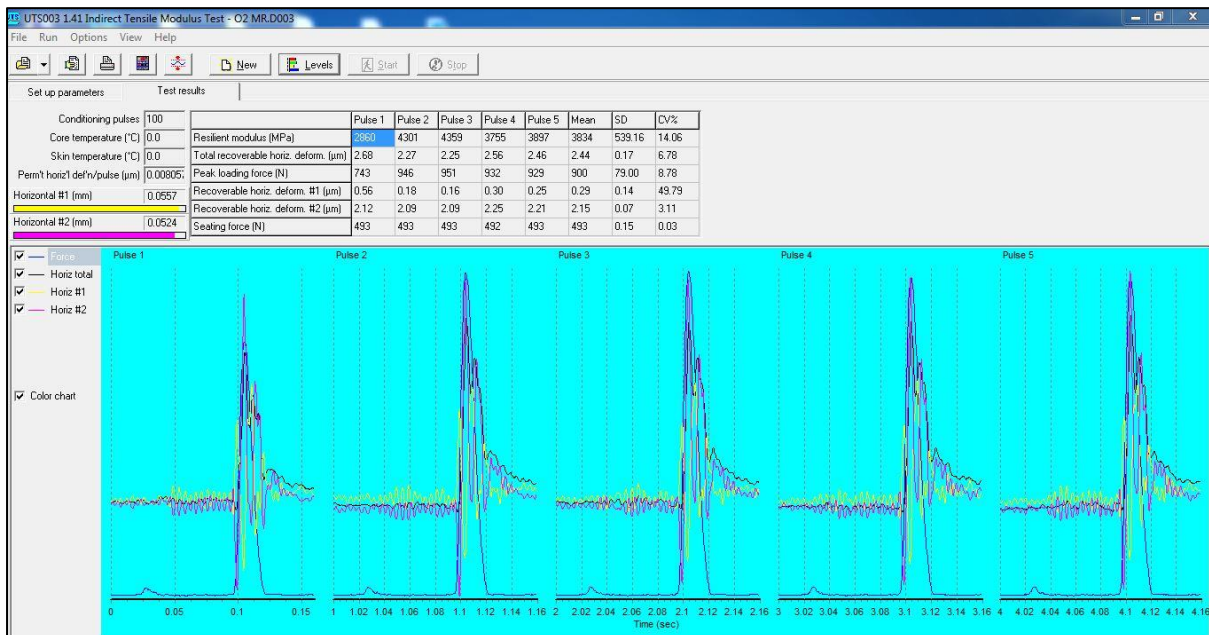 UTS003 1.41 Indirect Tensile Modulus Test - O2 MR.D003
File Run Options View Help
New Levels Start Stop
Set up parameters Test results
Conditioning pulses 100
Core temperature (°C) 0.0
Skin temperature (°C) 0.0
Perm't horiz'l def'n/pulse (µm) 0.00805
Horizontal #1 (mm) 0.0557
Horizontal #2 (mm) 0.0524
Pulse 1 Pulse 2 Pulse 3 Pulse 4 Pulse 5 Mean SD CV%
Resilient modulus (MPa) 2860 4301 4359 3755 3897 3834 539.16 14.06
Total recoverable horiz. deform. (µm) 2.68 2.27 2.25 2.56 2.46 2.44 0.17 6.78
Peak loading force (N) 743 946 951 932 929 900 79.00 8.78
Recoverable horiz. deform. #1 (µm) 0.56 0.18 0.16 0.30 0.25 0.29 0.14 49.79
Recoverable horiz. deform. #2 (µm) 2.12 2.09 2.09 2.25 2.21 2.15 0.07 3.11
Seating force (N) 493 493 493 492 493 493 0.15 0.03
Force
Horiz total
Horiz #1
Horiz #2
Color chart
Pulse 1 Pulse 2 Pulse 3 Pulse 4 Pulse 5
0 0.05 0.1 0.15 1 1.02 1.04 1.06 1.08 1.1 1.12 1.14 1.16 2 2.02 2.04 2.06 2.08 2.1 2.12 2.14 2.16 3 3.02 3.04 3.06 3.08 3.1 3.12 3.14 3.16 4 4.02 4.04 4.06 4.08 4.1 4.12 4.14 4.16
Time (sec)